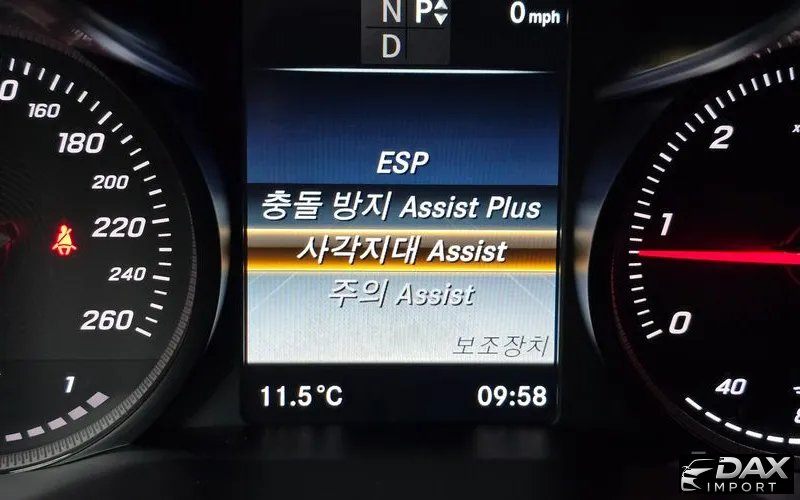 N P 0 mph
D
ESP
충돌 방지 Assist Plus
사각지대 Assist
주의 Assist
보조장치
11.5°C 09:58
160
180
200
220
240
260
1
2
1
0
40
DAX
IMPORT